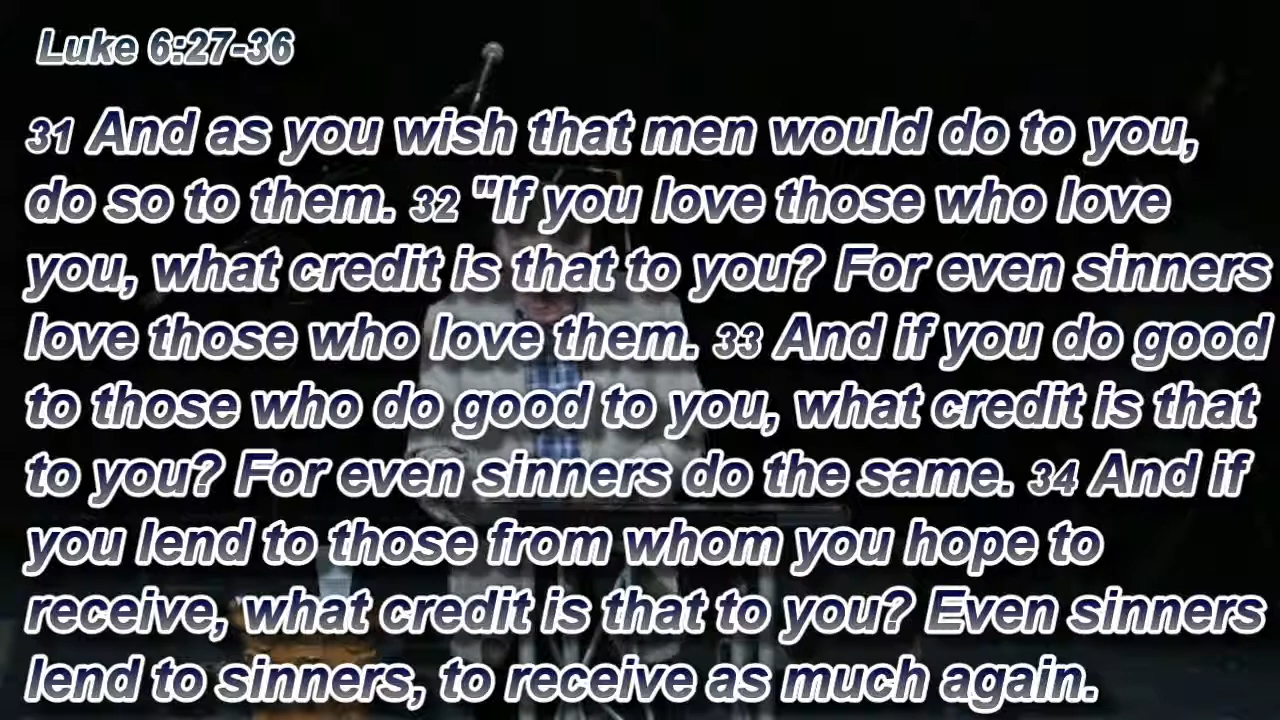 Luke 6:27-36
31 And as you wish that men would do to you,
do so to them. 32 "If you love those who love
you, what credit is that to you? For even sinners
love those who love them. 33 And if you do good
to those who do good to you, what credit is that
to you? For even sinners do the same. 34 And if
you lend to those from whom you hope to
receive, what credit is that to you? Even sinners
lend to sinners, to receive as much again.